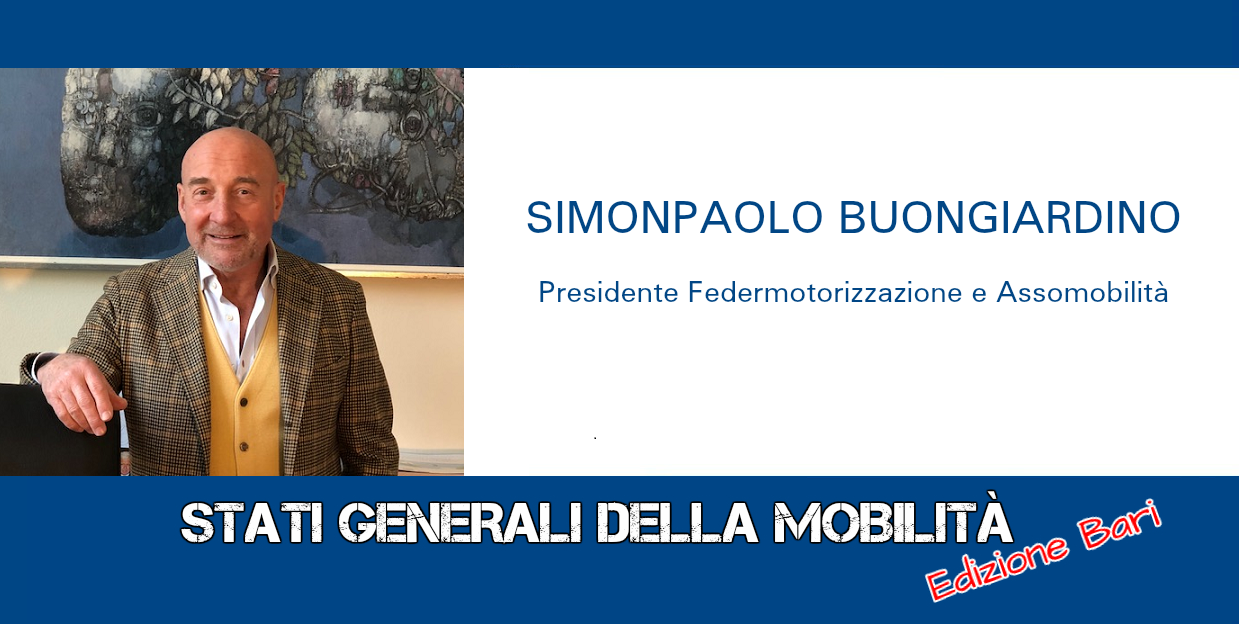 SIMONPAOLO BUONGIARDINO
Presidente Federmotorizzazione e Assomobilità
.
STATI GENERALI DELLA MOBILITÀ
Edizione Bari